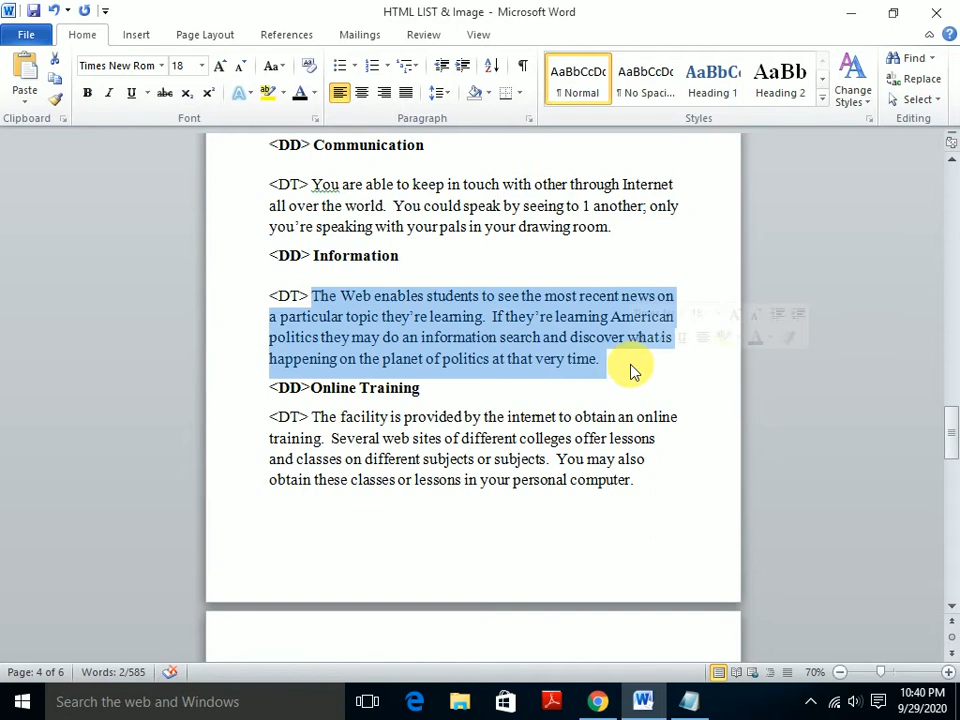 HTML LIST & Image - Microsoft Word
File Home Insert Page Layout References Mailings Review View
Times New Rom 18 Aa
Paste
B I U abc x₂ x² A A
AaBbCcDc AaBbCcDc AaBbC AaBb
¶ Normal ¶ No Spaci... Heading 1 Heading 2
Change Styles
Find
Replace
Select
Clipboard Font Paragraph Styles Editing
<DD> Communication
<DT> You are able to keep in touch with other through Internet
all over the world. You could speak by seeing to 1 another; only
you're speaking with your pals in your drawing room.
<DD> Information
<DT> The Web enables students to see the most recent news on
a particular topic they're learning. If they're learning American
politics they may do an information search and discover what is
happening on the planet of politics at that very time.
<DD>Online Training
<DT> The facility is provided by the internet to obtain an online
training. Several web sites of different colleges offer lessons
and classes on different subjects or subjects. You may also
obtain these classes or lessons in your personal computer.
Page: 4 of 6 Words: 2/585 70%
Search the web and Windows
10:40 PM
9/29/2020